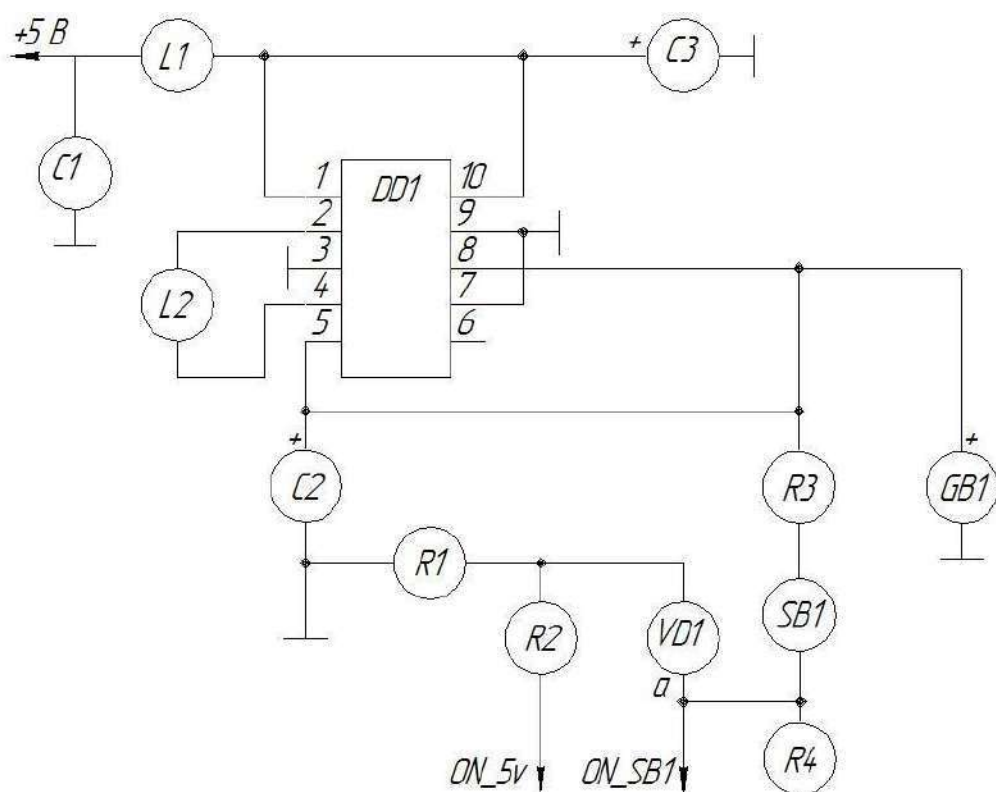 +5 В
L1
+
C3
C1
DD1
1
10
2
9
3
8
L2
4
7
5
6
+
C2
R3
+
GB1
R1
R2
VD1
SB1
a
R4
ON_5v
ON_SB1